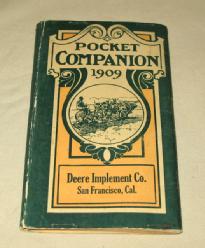 POCKET
COMPANION
1909
Deere Implement Co.
San Francisco, Cal.